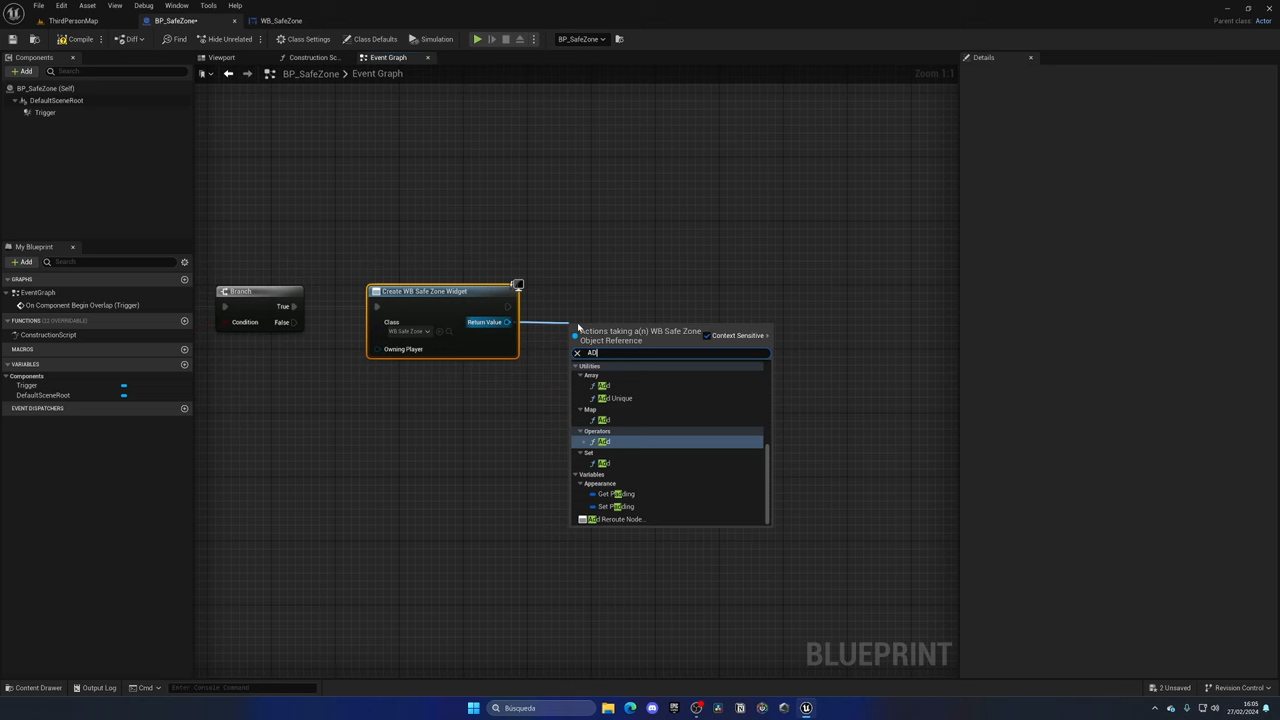 File Edit Asset View Debug Window Tools Help
ThirdPersonMap
BP_SafeZone*
WB_SafeZone
Parent class: Actor
Compile Diff Find Hide Unrelated Class Settings Class Defaults Simulation BP_SafeZone
Components
Viewport
Construction Sc...
Event Graph
Details
Add Search
BP_SafeZone Event Graph
Zoom 1:1
BP_SafeZone (Self)
DefaultSceneRoot
Trigger
My Blueprint
Add Search
GRAPHS
EventGraph
On Component Begin Overlap (Trigger)
FUNCTIONS (22 OVERRIDABLE)
ConstructionScript
MACROS
VARIABLES
Components
Trigger
DefaultSceneRoot
EVENT DISPATCHERS
Branch
True
Condition False
Create WB Safe Zone Widget
Class Return Value
WB Safe Zone
Owning Player
Actions taking a(n) WB Safe Zone
Object Reference
Context Sensitive
AD
Utilities
Array
Add
Add Unique
Map
Add
Operators
Add
Set
Add
Variables
Appearance
Get Padding
Set Padding
Add Reroute Node...
BLUEPRINT
Content Drawer Output Log Cmd Enter Console Command 2 Unsaved Revision Control
Búsqueda
16:05
27/02/2024